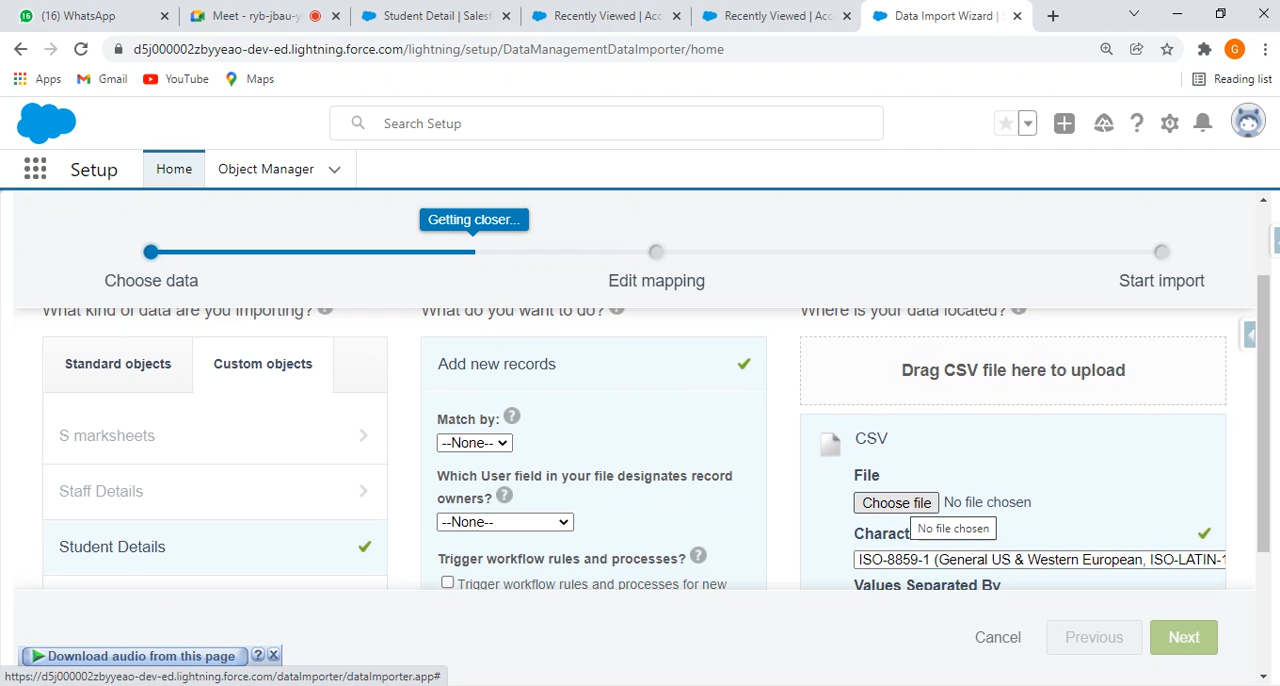 (16) WhatsApp
Meet - ryb-jbau-v
Student Detail | Salesf
Recently Viewed | Acc
Recently Viewed | Acc
Data Import Wizard |
d5j000002zbyyeao-dev-ed.lightning.force.com/lightning/setup/DataManagementDataImporter/home
G
Apps
Gmail
YouTube
Maps
Reading list
Search Setup
Setup
Home
Object Manager
Getting closer...
Choose data
Edit mapping
Start import
What kind of data are you importing? ?
What do you want to do? ?
Where is your data located? ?
Standard objects
Custom objects
Add new records
Drag CSV file here to upload
S marksheets
Match by: ?
--None--
CSV
File
Staff Details
Which User field in your file designates record
owners? ?
Choose file No file chosen
No file chosen
Charact
--None--
Student Details
Trigger workflow rules and processes? ?
ISO-8859-1 (General US & Western European, ISO-LATIN-1
Trigger workflow rules and processes for new
Values Separated By
Cancel
Previous
Next
Download audio from this page ? X
https://d5j000002zbyyeao-dev-ed.lightning.force.com/dataImporter/dataImporter.app#